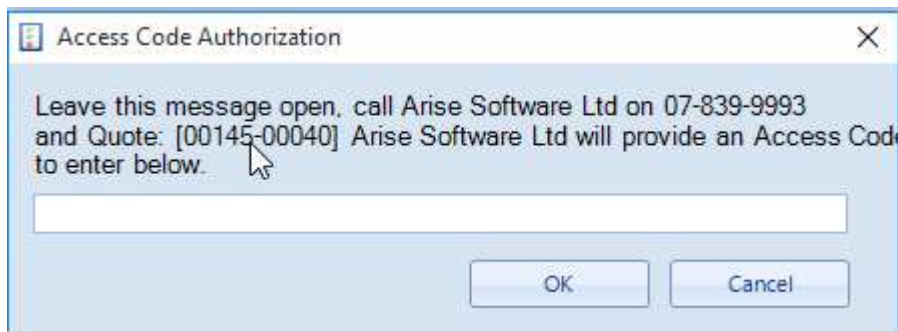 Access Code Authorization
Leave this message open, call Arise Software Ltd on 07-839-9993
and Quote: [00145-00040] Arise Software Ltd will provide an Access Code
to enter below.
OK
Cancel